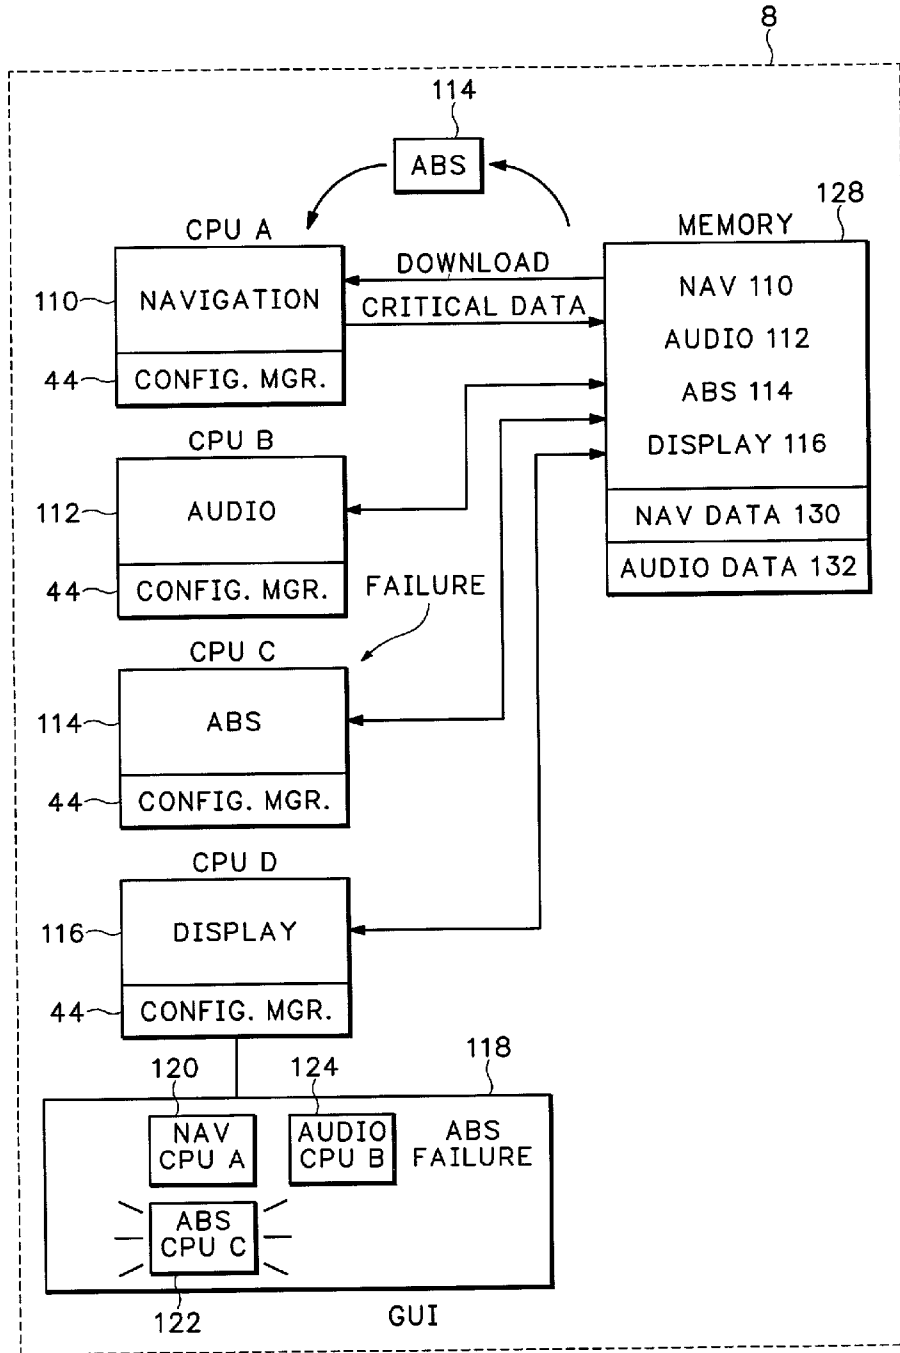 8
114
ABS
128
CPU A
MEMORY
110
NAVIGATION
DOWNLOAD
CRITICAL DATA
NAV 110
AUDIO 112
ABS 114
DISPLAY 116
44
CONFIG. MGR.
CPU B
112
AUDIO
NAV DATA 130
AUDIO DATA 132
44
CONFIG. MGR.
FAILURE
CPU C
114
ABS
44
CONFIG. MGR.
CPU D
116
DISPLAY
44
CONFIG. MGR.
120
124
118
NAV
CPU A
AUDIO
CPU B
ABS
FAILURE
ABS
CPU C
122
GUI